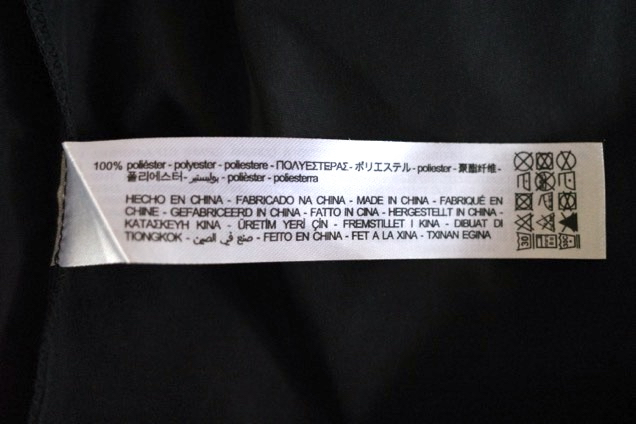 100% poliéster - polyester - poliestere - ΠΟΛΥΕΣΤΕΡΑΣ - ポリエステル - poliester - 聚酯纤维 -
폴리에스터 - بوليستير - polièster - poliesterra
HECHO EN CHINA - FABRICADO NA CHINA - MADE IN CHINA - FABRIQUÉ EN
CHINE - GEFABRICEERD IN CHINA - FATTO IN CINA - HERGESTELLT IN CHINA -
ΚΑΤΑΣΚΕΥΗ ΚΙΝΑ - ÜRETİM YERİ ÇİN - FREMSTILLET I KINA - DIBUAT DI
TIONGKOK - صنع في الصين - FEITO EN CHINA - FET A LA XINA - TXINAN EGINA
30